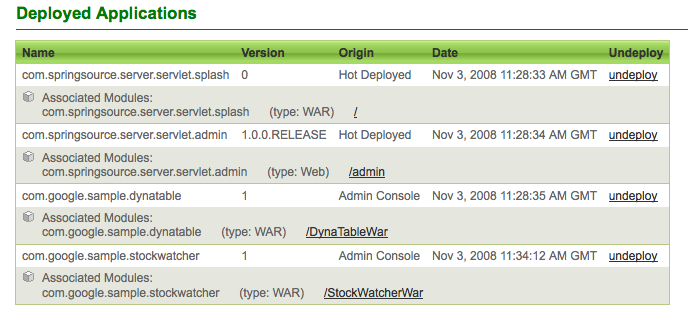 Deployed Applications
Name Version Origin Date Undeploy
com.springsource.server.servlet.splash 0 Hot Deployed Nov 3, 2008 11:28:33 AM GMT undeploy
Associated Modules:
com.springsource.server.servlet.splash (type: WAR) /
com.springsource.server.servlet.admin 1.0.0.RELEASE Hot Deployed Nov 3, 2008 11:28:34 AM GMT undeploy
Associated Modules:
com.springsource.server.servlet.admin (type: Web) /admin
com.google.sample.dynatable 1 Admin Console Nov 3, 2008 11:28:35 AM GMT undeploy
Associated Modules:
com.google.sample.dynatable (type: WAR) /DynaTableWar
com.google.sample.stockwatcher 1 Admin Console Nov 3, 2008 11:34:12 AM GMT undeploy
Associated Modules:
com.google.sample.stockwatcher (type: WAR) /StockWatcherWar